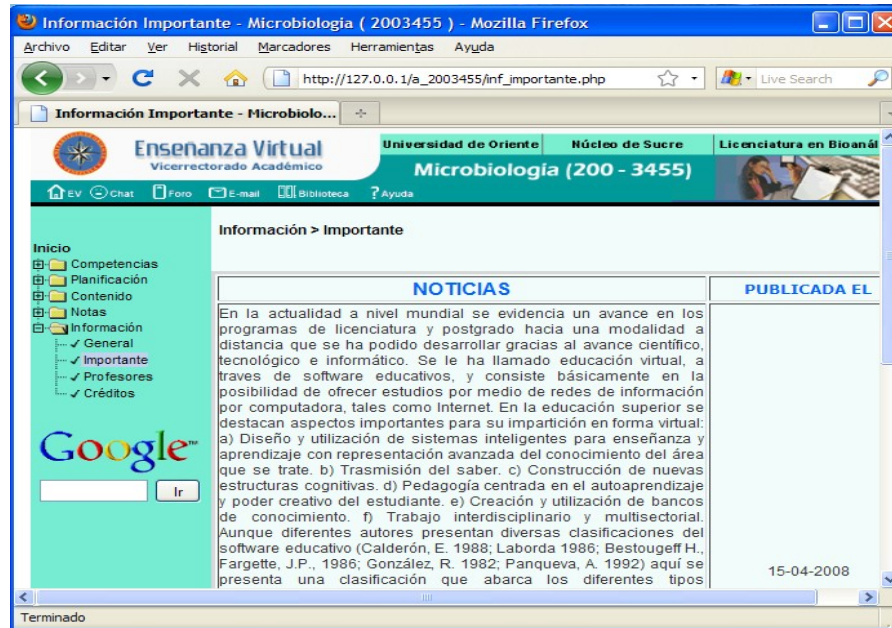 Información Importante - Microbiologia ( 2003455 ) - Mozilla Firefox
Archivo Editar Ver Historial Marcadores Herramientas Ayuda
http://127.0.0.1/a_2003455/inf_importante.php
Live Search
Información Importante - Microbiolo...
Enseñanza Virtual
Vicerrectorado Académico
Universidad de Oriente Núcleo de Sucre Licenciatura en Bioanál
Microbiología (200 - 3455)
EV Chat Foro E-mail Biblioteca Ayuda
Información > Importante
Inicio
Competencias
Planificación
Contenido
Notas
Información
General
Importante
Profesores
Créditos
Google
Ir
NOTICIAS
PUBLICADA EL
En la actualidad a nivel mundial se evidencia un avance en los
programas de licenciatura y postgrado hacia una modalidad a
distancia que se ha podido desarrollar gracias al avance científico,
tecnológico e informático. Se le ha llamado educación virtual, a
traves de software educativos, y consiste básicamente en la
posibilidad de ofrecer estudios por medio de redes de información
por computadora, tales como Internet. En la educación superior se
destacan aspectos importantes para su impartición en forma virtual:
a) Diseño y utilización de sistemas inteligentes para enseñanza y
aprendizaje con representación avanzada del conocimiento del área
que se trate. b) Trasmisión del saber. c) Construcción de nuevas
estructuras cognitivas. d) Pedagogía centrada en el autoaprendizaje
y poder creativo del estudiante. e) Creación y utilización de bancos
de conocimiento. f) Trabajo interdisciplinario y multisectorial.
Aunque diferentes autores presentan diversas clasificaciones del
software educativo (Calderón, E. 1988; Laborda 1986; Bestougeff H.,
Fargette, J.P., 1986; González, R. 1982; Panqueva, A. 1992) aquí se
presenta una clasificación que abarca los diferentes tipos
15-04-2008
Terminado